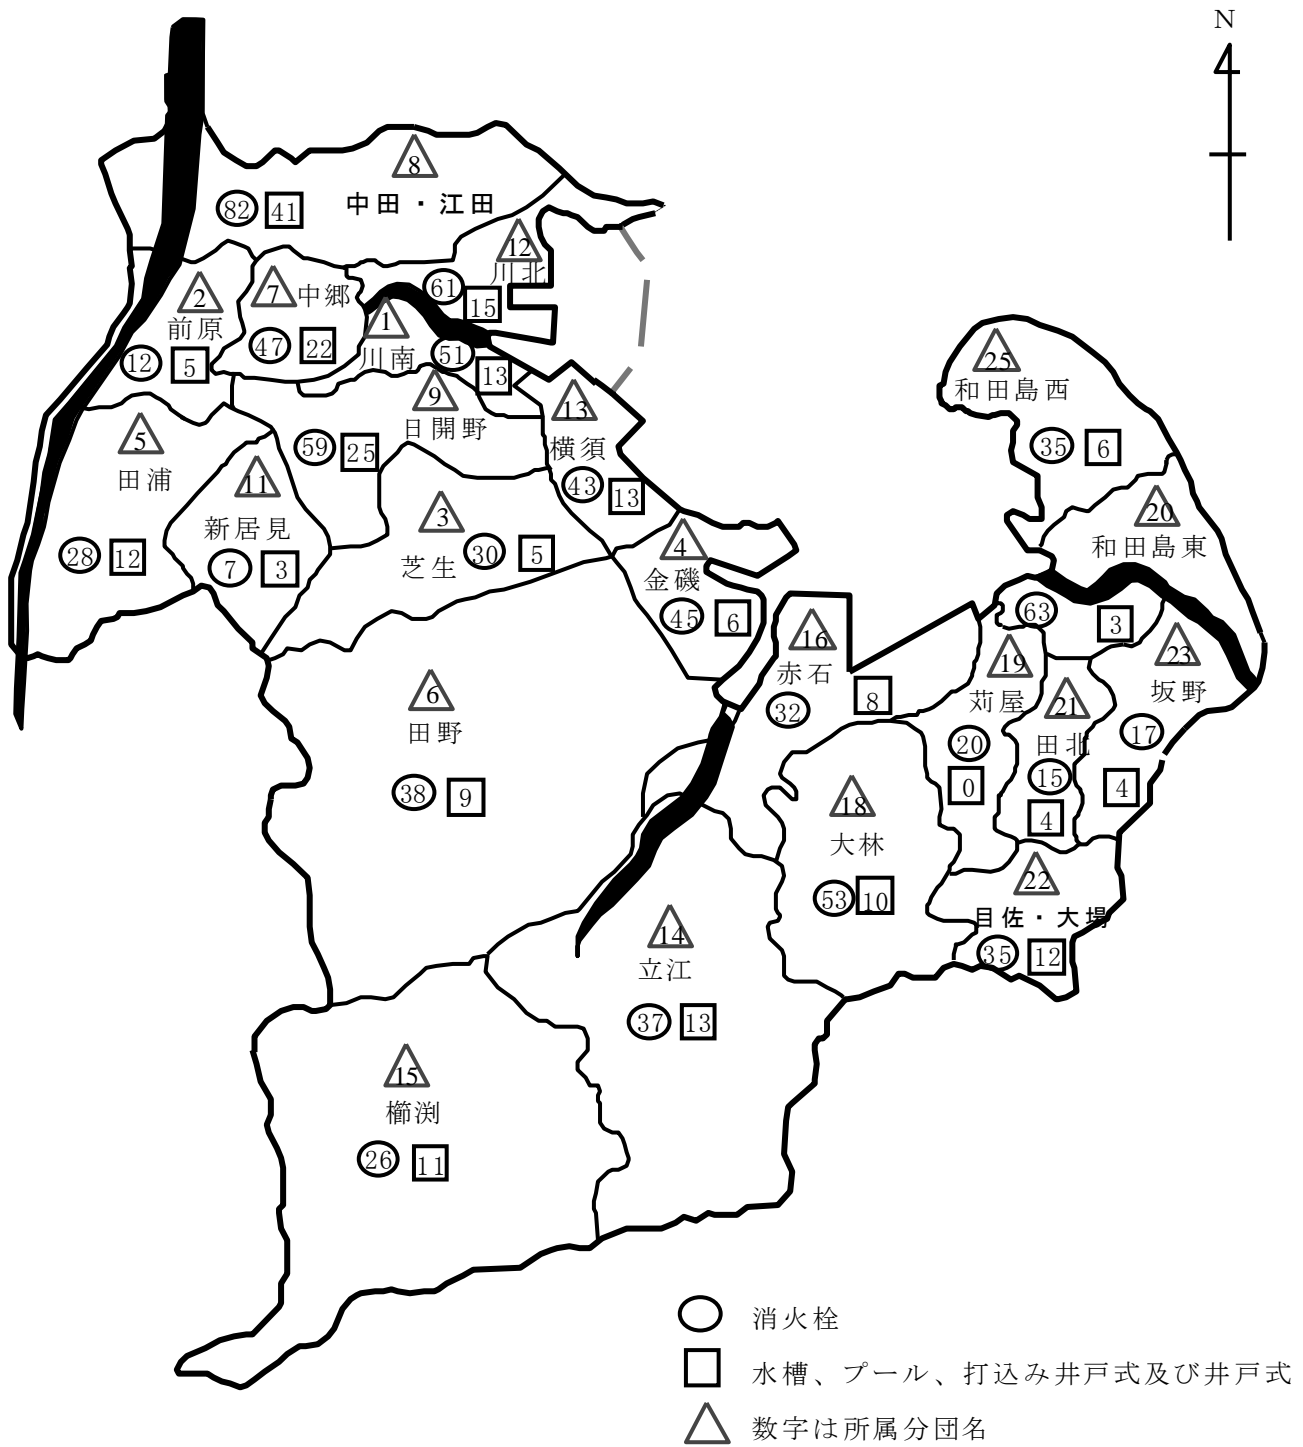 N
8
中田・江田
82 41
12
川北
61 15
2
前原
12 5
7 中郷
47 22
1
川南
51 13
9
日開野
59 25
13
横須
43 13
5
田浦
28 12
11
新居見
7 3
3
芝生
30 5
4
金磯
45 6
25
和田島西
35 6
20
和田島東
63 3
16
赤石
32 8
19
苅屋
20
0
21
田北
15
4
23
坂野
17
4
6
田野
38 9
18
大林
53 10
22
目佐・大場
35 12
14
立江
37 13
15
櫛渕
26 11
消火栓
水槽、プール、打込み井戸式及び井戸式
数字は所属分団名